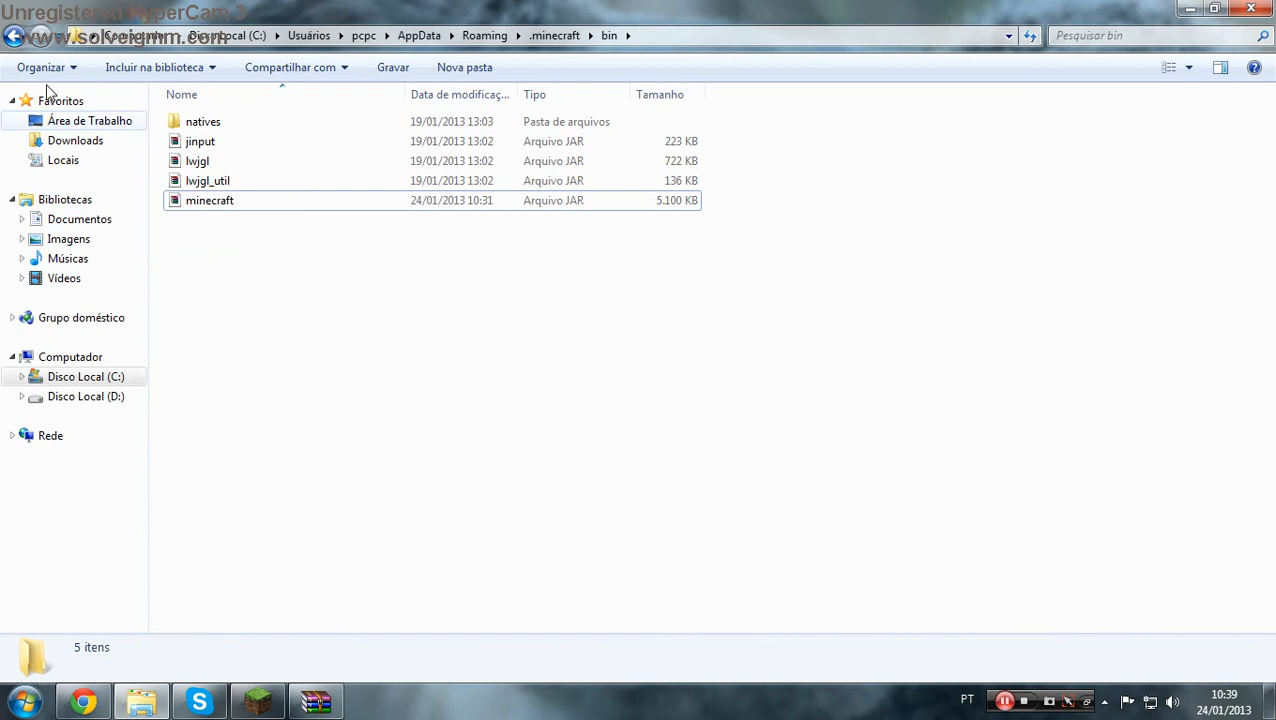 Unregistered HyperCam 3
www.solveigmm.com
Disco Local (C:) Usuários pcpc AppData Roaming .minecraft bin
Pesquisar bin
Organizar Incluir na biblioteca Compartilhar com Gravar Nova pasta
Favoritos
Área de Trabalho
Downloads
Locais
Bibliotecas
Documentos
Imagens
Músicas
Vídeos
Grupo doméstico
Computador
Disco Local (C:)
Disco Local (D:)
Rede
Nome Data de modificaç... Tipo Tamanho
natives 19/01/2013 13:03 Pasta de arquivos
jinput 19/01/2013 13:02 Arquivo JAR 223 KB
lwjgl 19/01/2013 13:02 Arquivo JAR 722 KB
lwjgl_util 19/01/2013 13:02 Arquivo JAR 136 KB
minecraft 24/01/2013 10:31 Arquivo JAR 5.100 KB
5 itens
PT
10:39
24/01/2013